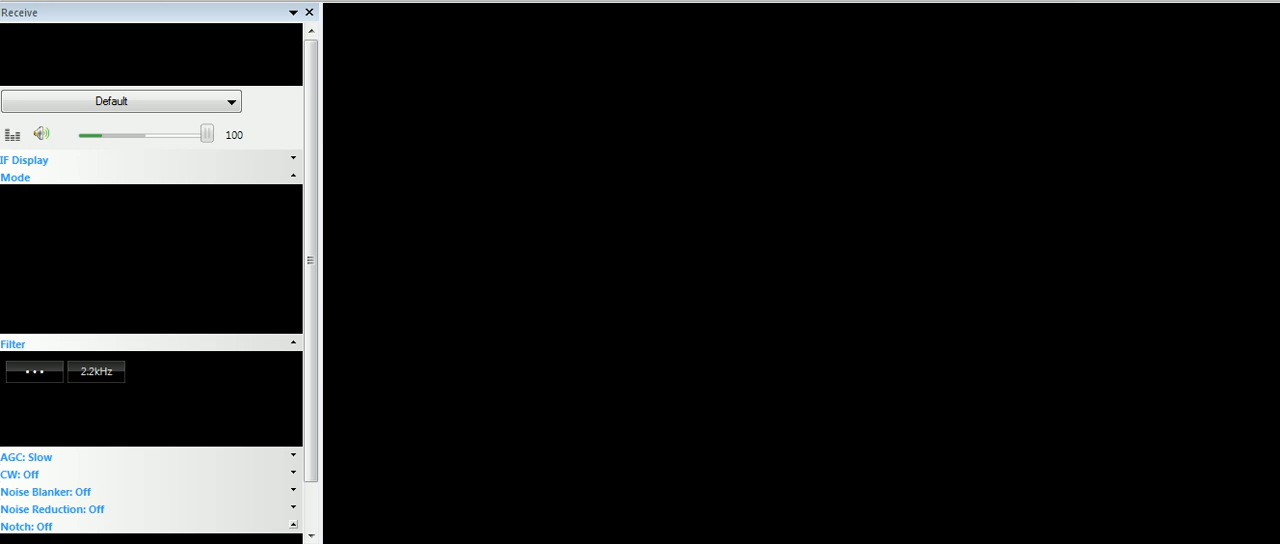 Receive
Default
100
IF Display
Mode
Filter
••• 2.2kHz
AGC: Slow
CW: Off
Noise Blanker: Off
Noise Reduction: Off
Notch: Off